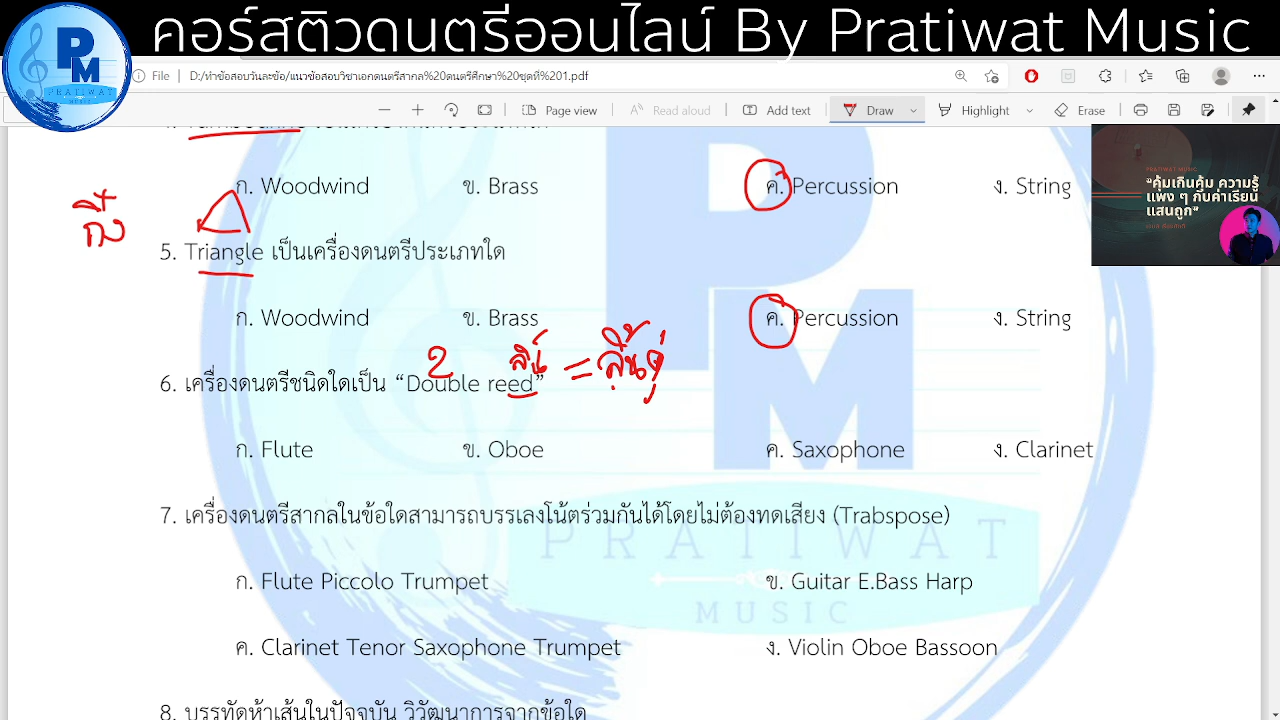 คอร์สติวดนตรีออนไลน์ By Pratiwat Music
PM
PRATIWAT
MUSIC
File D:/ทำข้อสอบวันละข้อ/แนวข้อสอบวิชาเอกดนตรีสากล%20ดนตรีศึกษา%20ชุดที่%201.pdf
Page view Read aloud Add text Draw Highlight Erase
PRATIWAT MUSIC
"คุ้มเกินคุ้ม ความรู้
แพง ๆ กับค่าเรียน
แสนถูก"
ก. Woodwind ข. Brass ค. Percussion ง. String
กิ๊ง
5. Triangle เป็นเครื่องดนตรีประเภทใด
ก. Woodwind ข. Brass ค. Percussion ง. String
2 ลิ้น = ลิ้นคู่
6. เครื่องดนตรีชนิดใดเป็น “Double reed”
ก. Flute ข. Oboe ค. Saxophone ง. Clarinet
7. เครื่องดนตรีสากลในข้อใดสามารถบรรเลงโน้ตร่วมกันได้โดยไม่ต้องทดเสียง (Trabspose)
PRATIWAT
ก. Flute Piccolo Trumpet ข. Guitar E.Bass Harp
MUSIC
ค. Clarinet Tenor Saxophone Trumpet ง. Violin Oboe Bassoon
8. บรรทัดห้าเส้นในปัจจุบัน วิวัฒนาการจากข้อใด